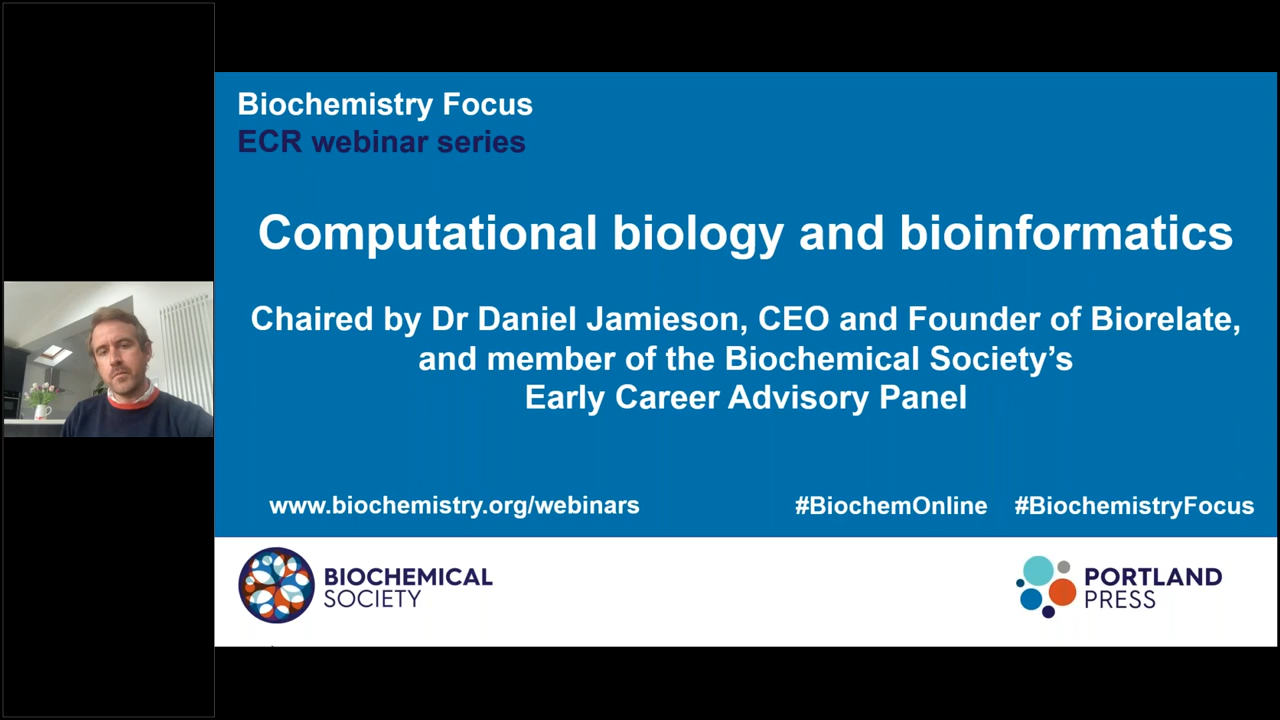 Biochemistry Focus
ECR webinar series
Computational biology and bioinformatics
Chaired by Dr Daniel Jamieson, CEO and Founder of Biorelate,
and member of the Biochemical Society’s
Early Career Advisory Panel
www.biochemistry.org/webinars
#BiochemOnline #BiochemistryFocus
BIOCHEMICAL
SOCIETY
PORTLAND
PRESS